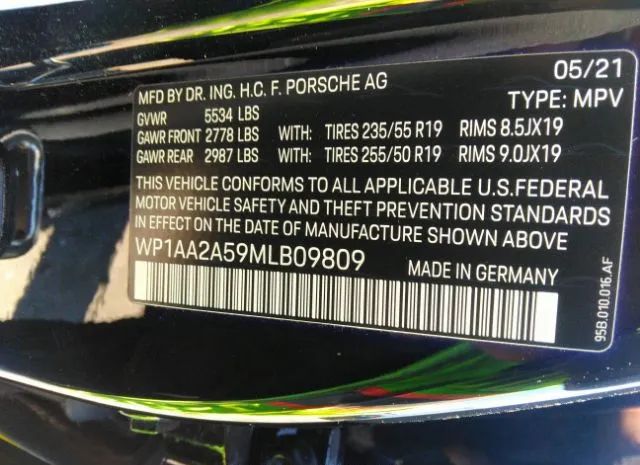 MFD BY DR. ING. H.C. F. PORSCHE AG 05/21
GVWR 5534 LBS TYPE: MPV
GAWR FRONT 2778 LBS WITH: TIRES 235/55 R19 RIMS 8.5JX19
GAWR REAR 2987 LBS WITH: TIRES 255/50 R19 RIMS 9.0JX19
THIS VEHICLE CONFORMS TO ALL APPLICABLE U.S.FEDERAL
MOTOR VEHICLE SAFETY AND THEFT PREVENTION STANDARDS
IN EFFECT ON THE DATE OF MANUFACTURE SHOWN ABOVE.
WP1AA2A59MLB09809 MADE IN GERMANY
95B.010.016.AF